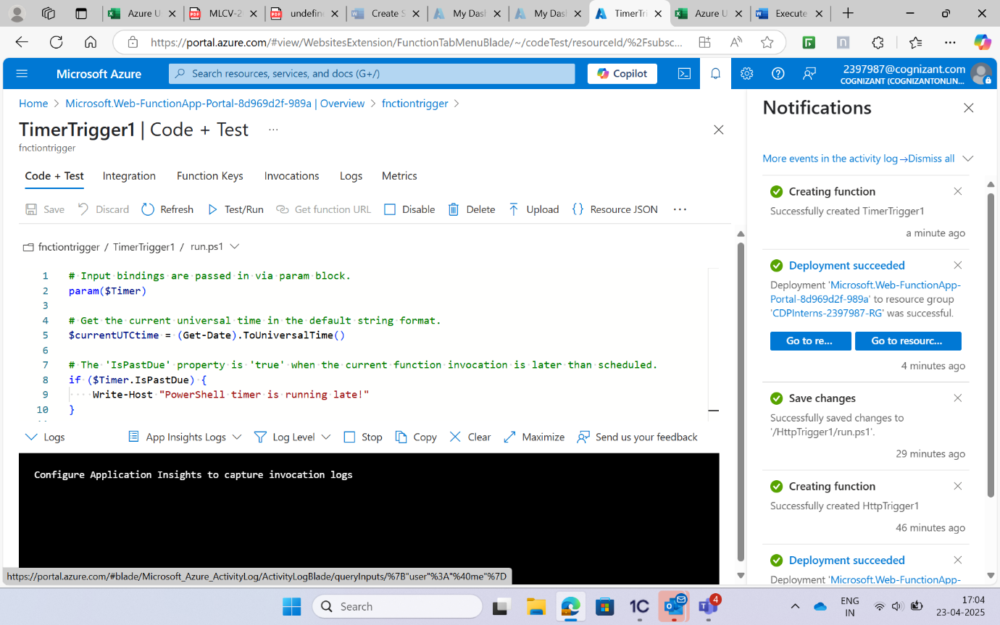 Azure U
MLCV-2
undefin
Create S
My Dasl
My Dasl
TimerTri
Azure U
Execute
https://portal.azure.com/#view/WebsitesExtension/FunctionTabMenuBlade/~/codeTest/resourceId/%2Fsubsc...
Microsoft Azure
Search resources, services, and docs (G+/)
Copilot
2397987@cognizant.com
COGNIZANT (COGNIZANTONLIN...
Home > Microsoft.Web-FunctionApp-Portal-8d969d2f-989a | Overview > fnctiontrigger >
TimerTrigger1 | Code + Test ...
fnctiontrigger
Code + Test Integration Function Keys Invocations Logs Metrics
Save Discard Refresh Test/Run Get function URL Disable Delete Upload {} Resource JSON ...
fnctiontrigger / TimerTrigger1 / run.ps1
1 # Input bindings are passed in via param block.
2 param($Timer)
3
4 # Get the current universal time in the default string format.
5 $currentUTCtime = (Get-Date).ToUniversalTime()
6
7 # The 'IsPastDue' property is 'true' when the current function invocation is later than scheduled.
8 if ($Timer.IsPastDue) {
9 Write-Host "PowerShell timer is running late!"
10 }
Logs App Insights Logs Log Level Stop Copy Clear Maximize Send us your feedback
Configure Application Insights to capture invocation logs
https://portal.azure.com/#blade/Microsoft_Azure_ActivityLog/ActivityLogBlade/queryInputs/%7B"user"%3A"%40me"%7D
Notifications
More events in the activity log → Dismiss all
Creating function
Successfully created TimerTrigger1
a minute ago
Deployment succeeded
Deployment 'Microsoft.Web-FunctionApp-
Portal-8d969d2f-989a' to resource group
'CDPInterns-2397987-RG' was successful.
Go to re... Go to resourc...
4 minutes ago
Save changes
Successfully saved changes to
'/HttpTrigger1/run.ps1'.
29 minutes ago
Creating function
Successfully created HttpTrigger1
46 minutes ago
Deployment succeeded
Deployment 'Microsoft.Web-FunctionApp-
Search
1C
4
ENG
IN
17:04
23-04-2025